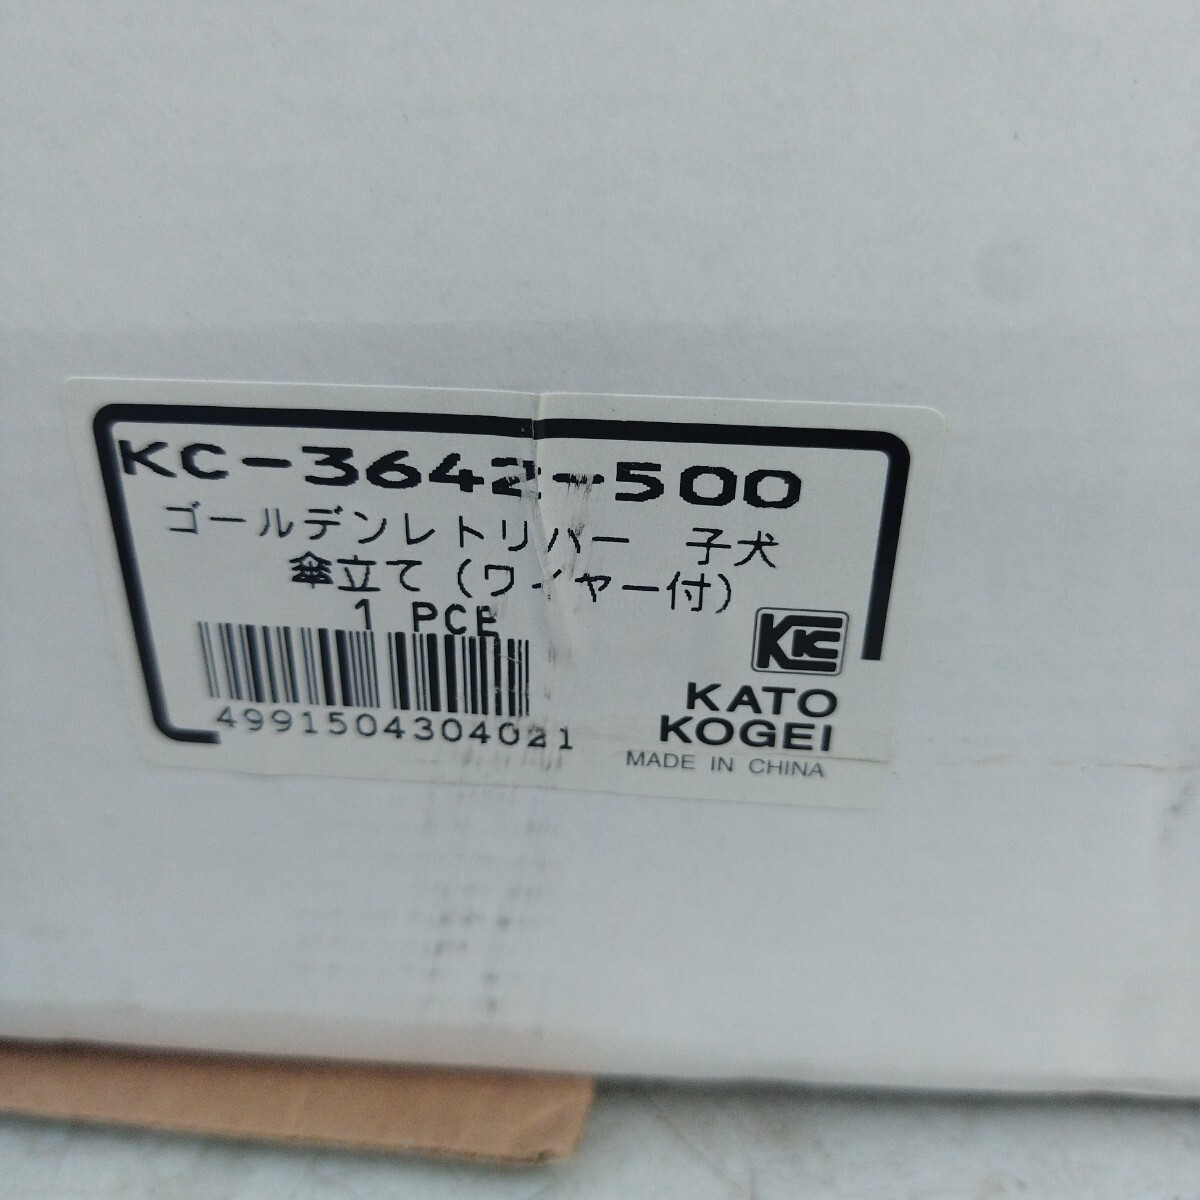 KC-3642-500
ゴールデンレトリバー　子犬
傘立て（ワイヤー付）
1 PCE
4991504304021
KC
KATO
KOGEI
MADE IN CHINA